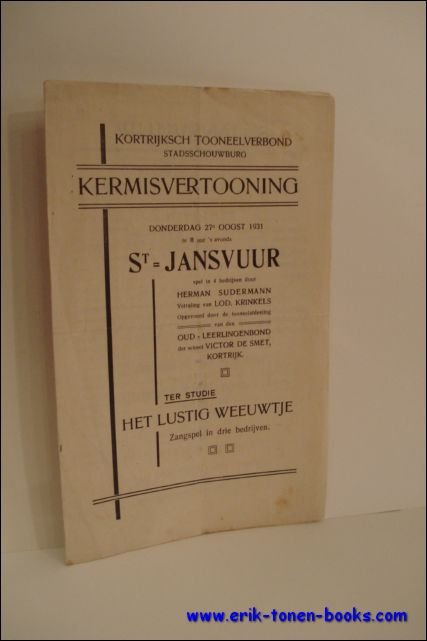 KORTRIJKSCH TOONEELVERBOND
STADSSCHOUWBURG
KERMISVERTOONING
DONDERDAG 27e OOGST 1931
te 8 uur 's avonds
ST = JANSVUUR
spel in 4 bedrijven door
HERMAN SUDERMANN
Vertaling van LOD. KRINKELS
Opgevoerd door de tooneelafdeeling
van den
OUD - LEERLINGENBOND
der school VICTOR DE SMET,
KORTRIJK.
TER STUDIE
HET LUSTIG WEEUWTJE
Zangspel in drie bedrijven.
www.erik-tonen-books.com